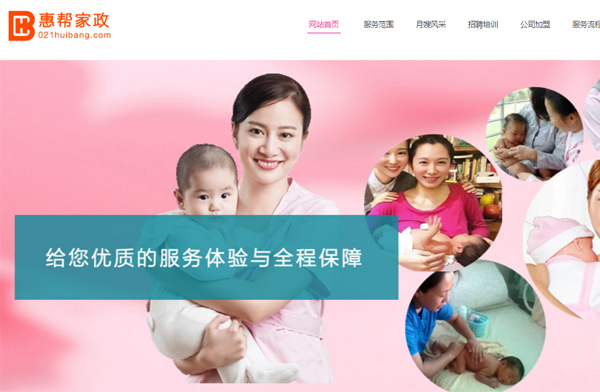 惠帮家政
021huibang.com
网站首页 服务范围 月嫂风采 招聘培训 公司加盟 服务流程
给您优质的服务体验与全程保障